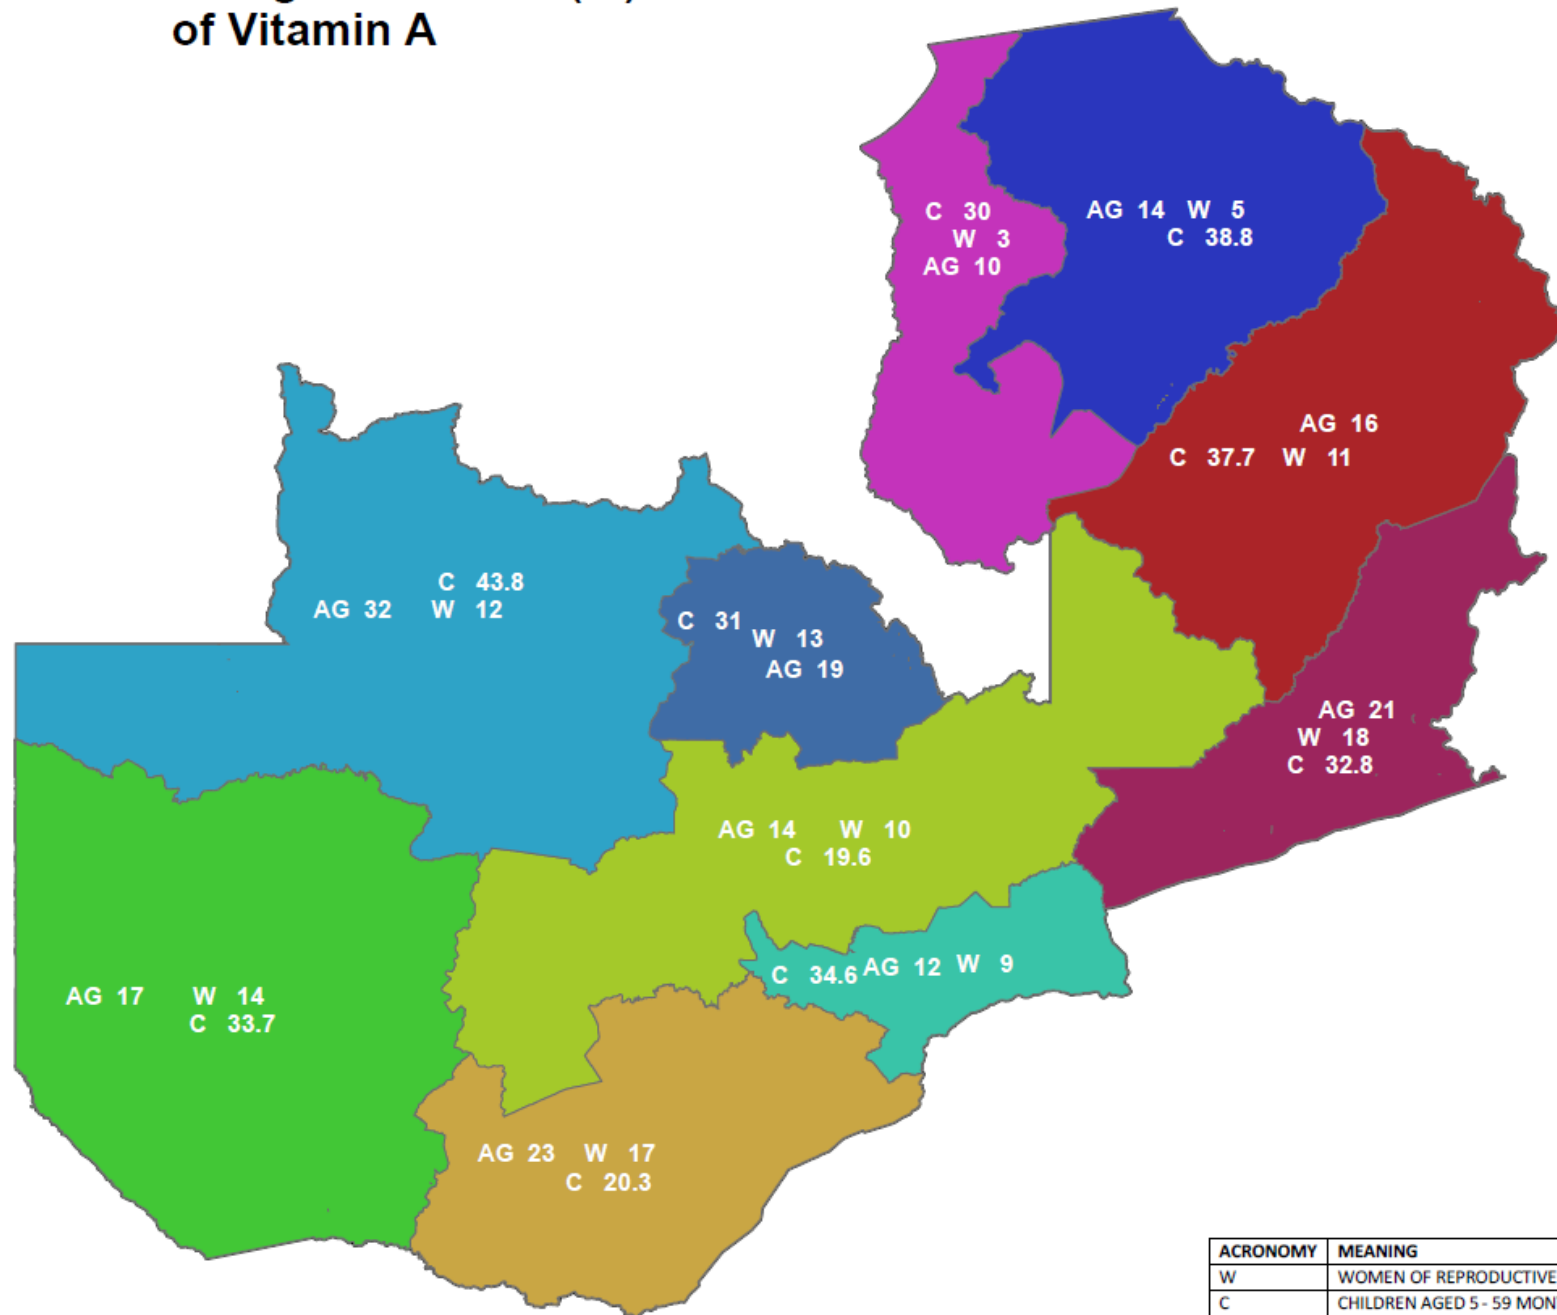 of Vitamin A
C 30
W 3
AG 10
AG 14 W 5
C 38.8
AG 16
C 37.7 W 11
C 43.8
AG 32 W 12
C 31
W 13
AG 19
AG 21
W 18
C 32.8
AG 14 W 10
C 19.6
C 34.6 AG 12 W 9
AG 17 W 14
C 33.7
AG 23 W 17
C 20.3
ACRONOMY MEANING
W WOMEN OF REPRODUCTIVE
C CHILDREN AGED 5 - 59